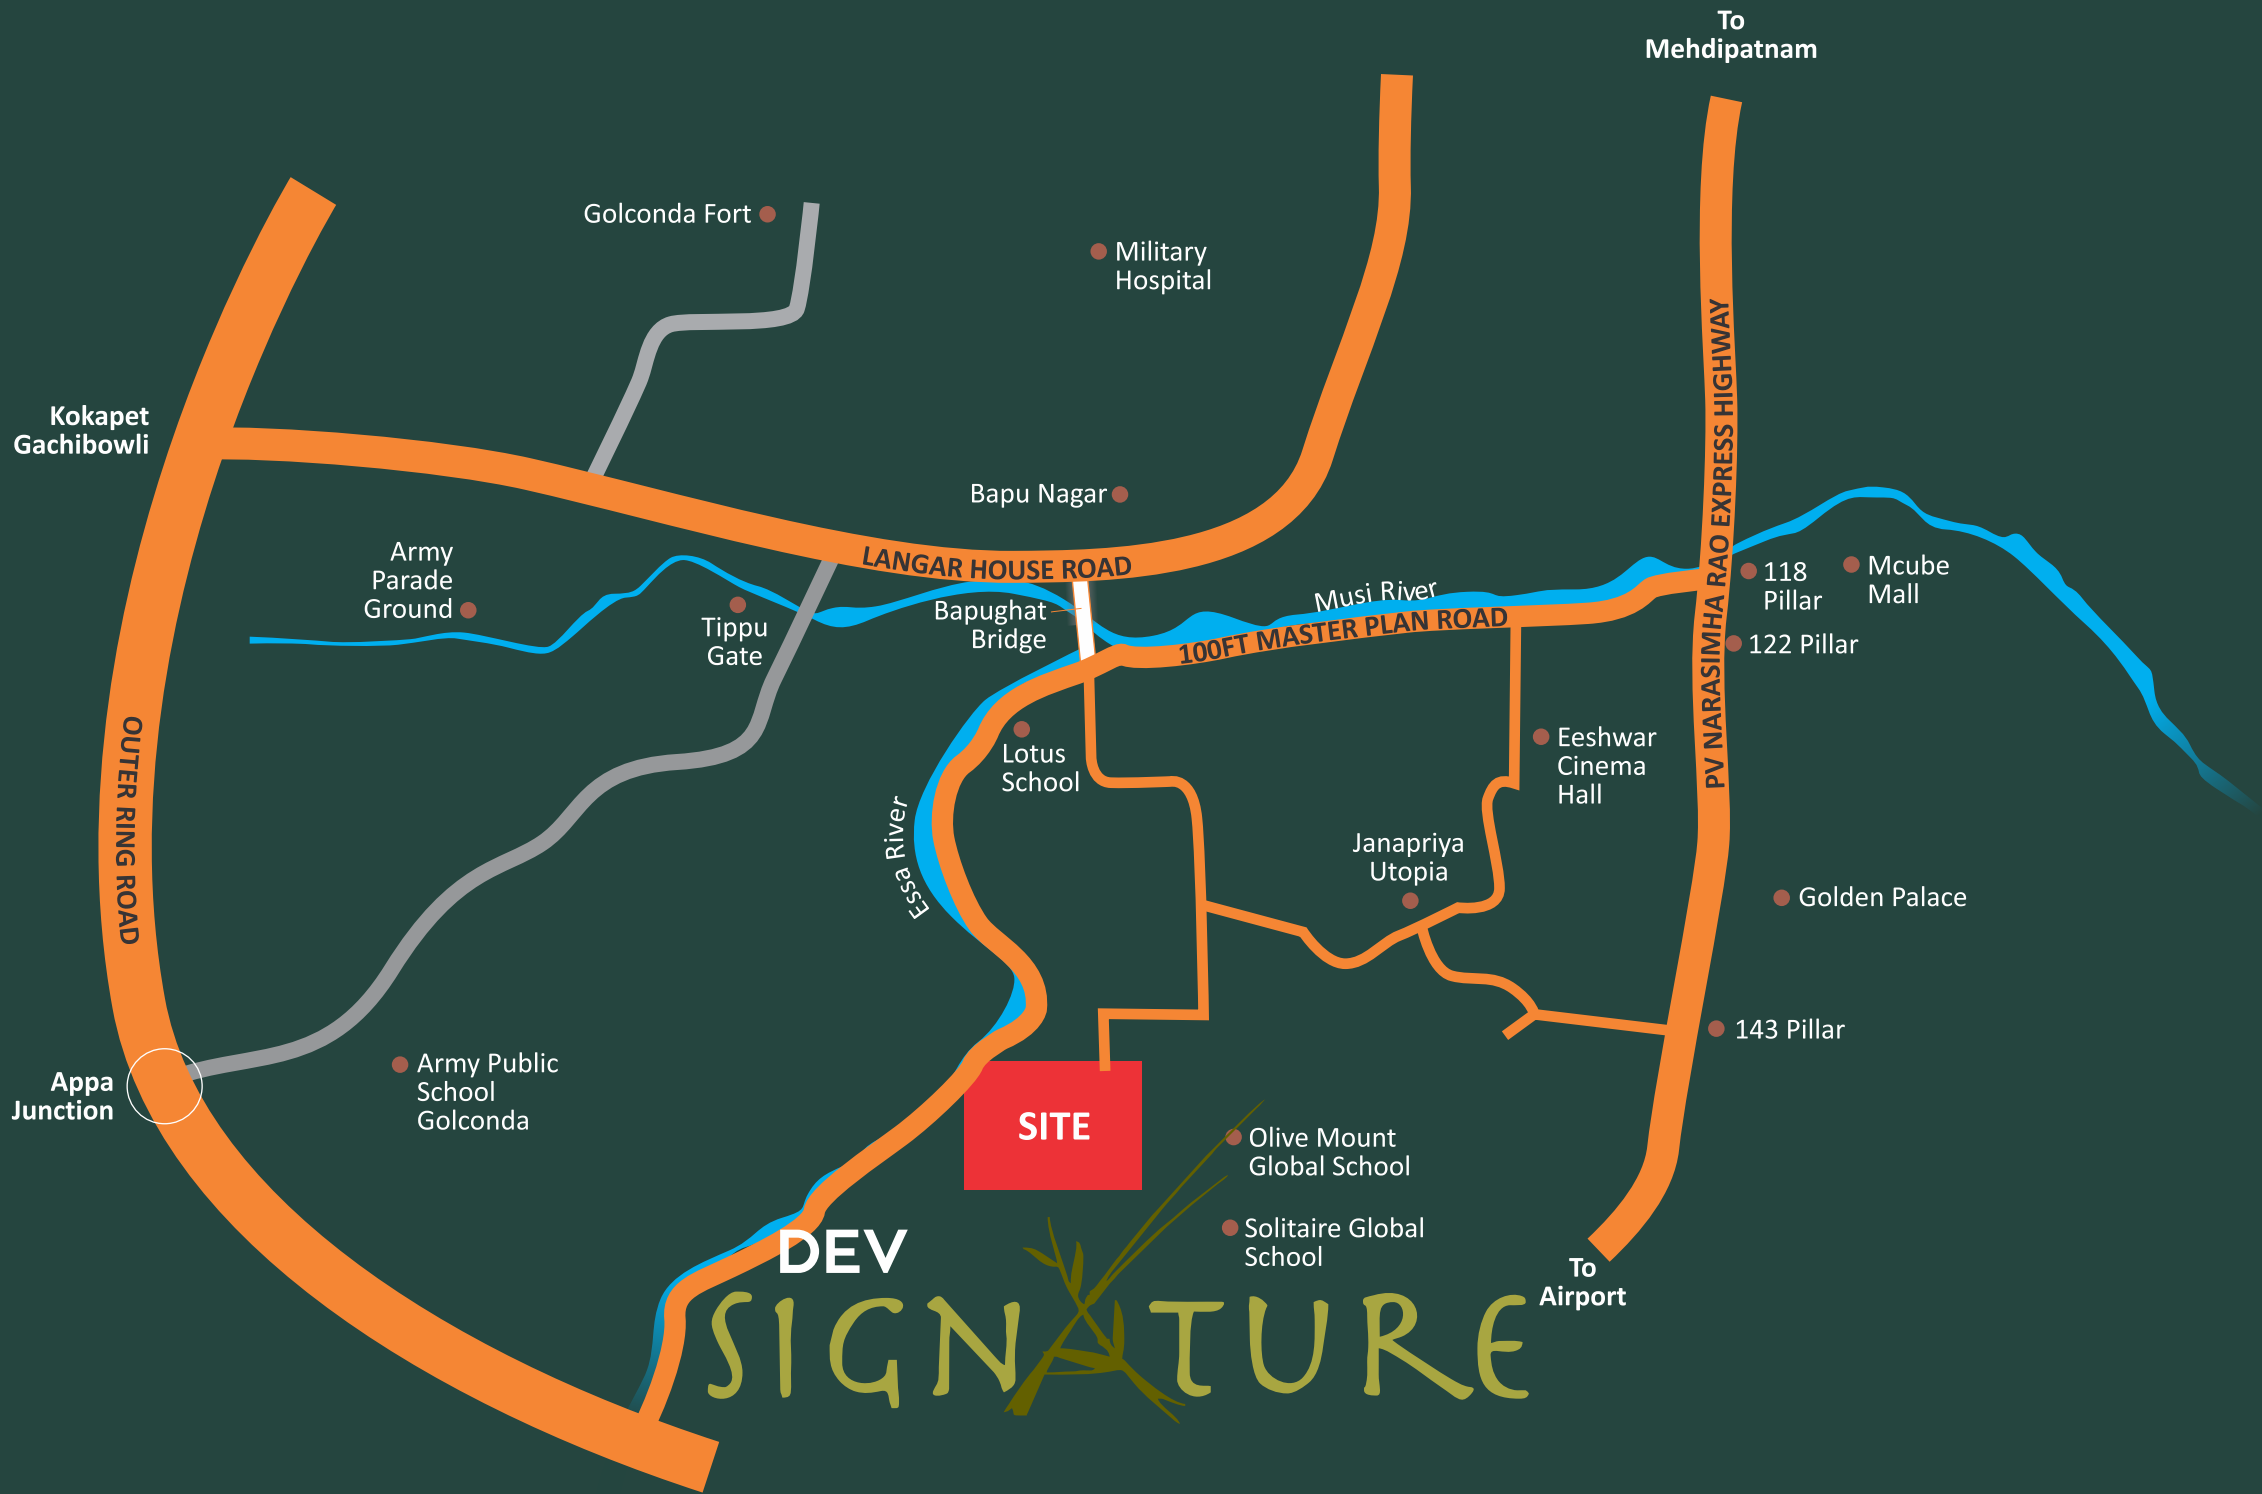 To
Mehdipatnam
Golconda Fort
Military
Hospital
Kokapet
Gachibowli
PV NARASIMHA RAO EXPRESS HIGHWAY
Bapu Nagar
LANGAR HOUSE ROAD
Army
Parade
Ground
Tippu
Gate
Bapughat
Bridge
Musi River
100FT MASTER PLAN ROAD
118
Pillar
Mcube
Mall
122 Pillar
OUTER RING ROAD
Lotus
School
Eeshwar
Cinema
Hall
Essa River
Janapriya
Utopia
Golden Palace
143 Pillar
Appa
Junction
Army Public
School
Golconda
SITE
Olive Mount
Global School
Solitaire Global
School
To
Airport
DEV
SIGNATURE